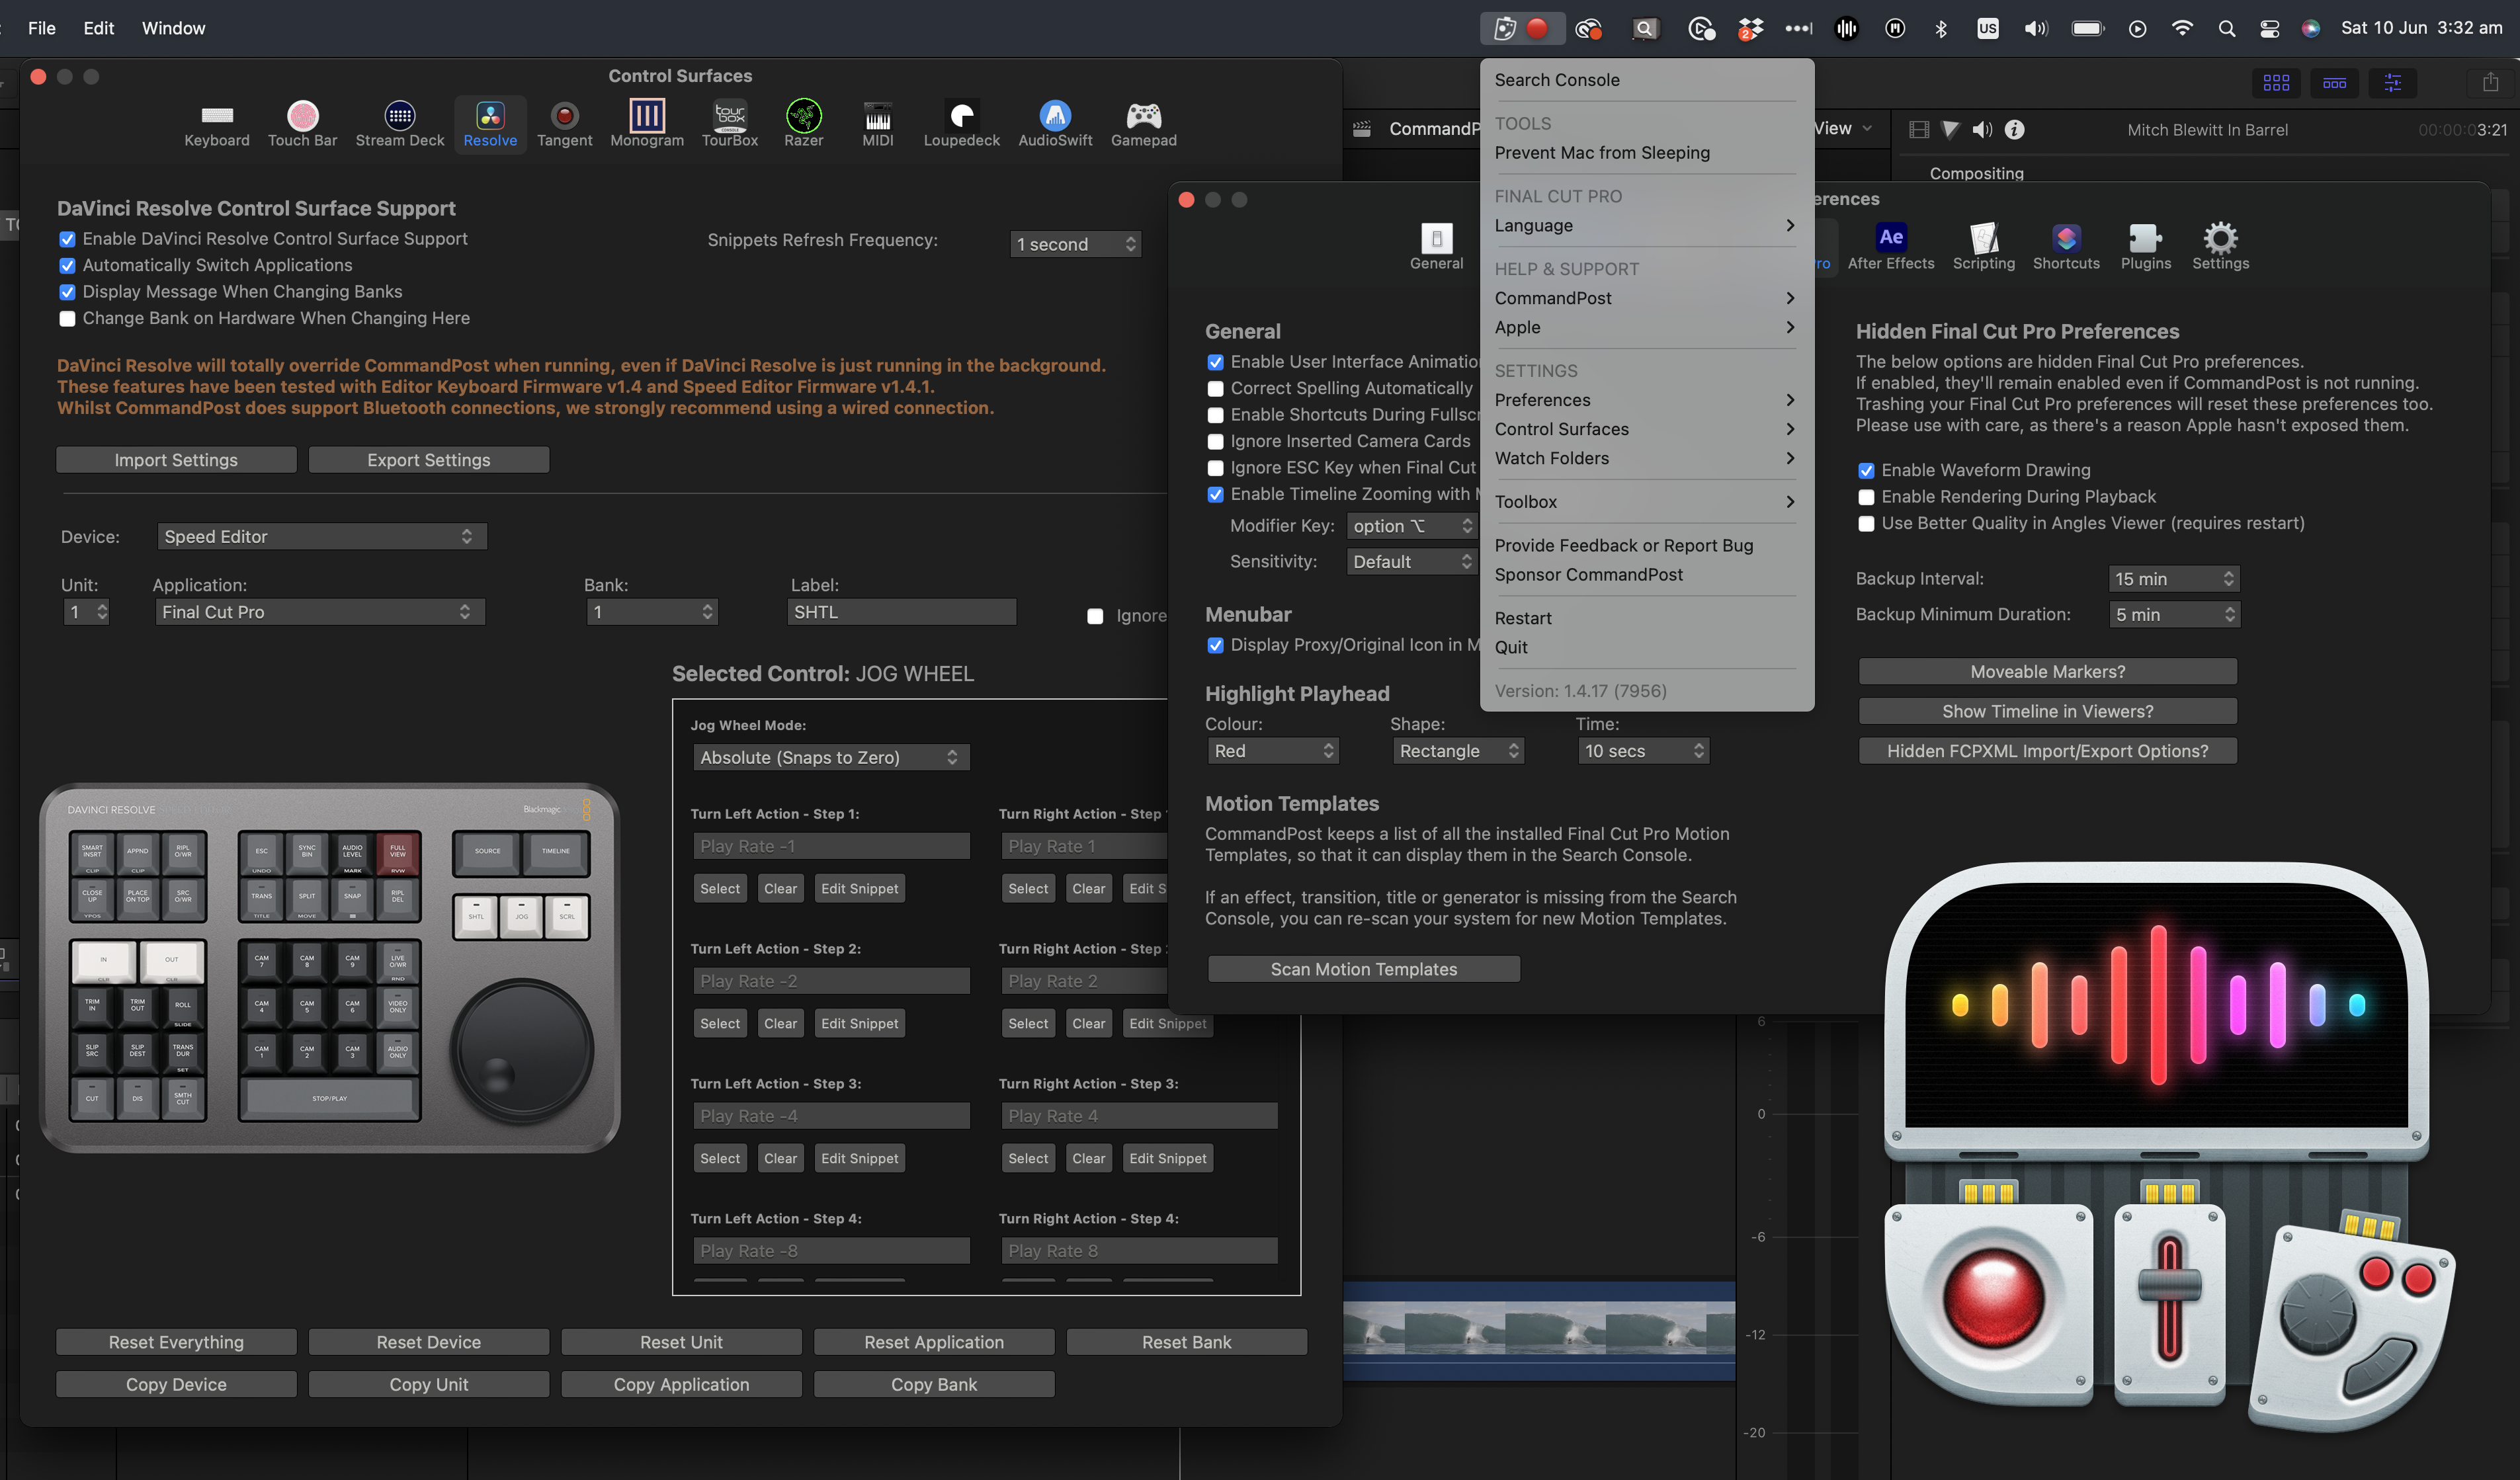 File Edit Window
US
2
Sat 10 Jun 3:32 am
Control Surfaces
Keyboard Touch Bar Stream Deck Resolve Tangent Monogram TourBox Razer MIDI Loupedeck AudioSwift Gamepad
DaVinci Resolve Control Surface Support
Enable DaVinci Resolve Control Surface Support
Automatically Switch Applications
Display Message When Changing Banks
Change Bank on Hardware When Changing Here
Snippets Refresh Frequency: 1 second
DaVinci Resolve will totally override CommandPost when running, even if DaVinci Resolve is just running in the background.
These features have been tested with Editor Keyboard Firmware v1.4 and Speed Editor Firmware v1.4.1.
Whilst CommandPost does support Bluetooth connections, we strongly recommend using a wired connection.
Import Settings Export Settings
Device: Speed Editor
Unit: Application: Bank: Label:
1 Final Cut Pro 1 SHTL Ignore
Selected Control: JOG WHEEL
Jog Wheel Mode:
Absolute (Snaps to Zero)
Turn Left Action - Step 1: Turn Right Action - Step
Play Rate -1 Play Rate 1
Select Clear Edit Snippet Select Clear Edit S
Turn Left Action - Step 2: Turn Right Action - Step
Play Rate -2 Play Rate 2
Select Clear Edit Snippet Select Clear Edit Snippet
Turn Left Action - Step 3: Turn Right Action - Step 3:
Play Rate -4 Play Rate 4
Select Clear Edit Snippet Select Clear Edit Snippet
Turn Left Action - Step 4: Turn Right Action - Step 4:
Play Rate -8 Play Rate 8
DAVINCI RESOLVE Blackmagic
SMART INSRT CLIP APPND CLIP RIPL O/WR
CLOSE UP YPOS PLACE ON TOP SRC O/WR
ESC UNDO SYNC BIN AUDIO LEVEL MARK FULL VIEW RVW
TRANS TITLE SPLIT MOVE SNAP RIPL DEL
SOURCE TIMELINE
SHTL JOG SCRL
IN CLR OUT CLR
TRIM IN TRIM OUT ROLL SLIDE
SLIP SRC SLIP DEST TRANS DUR SET
CUT DIS SMTH CUT
CAM 7 CAM 8 CAM 9 LIVE O/WR RND
CAM 4 CAM 5 CAM 6 VIDEO ONLY
CAM 1 CAM 2 CAM 3 AUDIO ONLY
STOP/PLAY
Reset Everything Reset Device Reset Unit Reset Application Reset Bank
Copy Device Copy Unit Copy Application Copy Bank
CommandP
Search Console
TOOLS
Prevent Mac from Sleeping
FINAL CUT PRO
Language
HELP & SUPPORT
CommandPost
Apple
SETTINGS
Preferences
Control Surfaces
Watch Folders
Toolbox
Provide Feedback or Report Bug
Sponsor CommandPost
Restart
Quit
Version: 1.4.17 (7956)
View
Mitch Blewitt In Barrel 00:00:03:21
Compositing
erences
General ro After Effects Scripting Shortcuts Plugins Settings
Ae
General
Enable User Interface Animatio
Correct Spelling Automatically
Enable Shortcuts During Fullscr
Ignore Inserted Camera Cards
Ignore ESC Key when Final Cut
Enable Timeline Zooming with M
Modifier Key: option ⌥
Sensitivity: Default
Menubar
Display Proxy/Original Icon in M
Highlight Playhead
Colour: Shape: Time:
Red Rectangle 10 secs
Motion Templates
CommandPost keeps a list of all the installed Final Cut Pro Motion
Templates, so that it can display them in the Search Console.
If an effect, transition, title or generator is missing from the Search
Console, you can re-scan your system for new Motion Templates.
Scan Motion Templates
Hidden Final Cut Pro Preferences
The below options are hidden Final Cut Pro preferences.
If enabled, they'll remain enabled even if CommandPost is not running.
Trashing your Final Cut Pro preferences will reset these preferences too.
Please use with care, as there's a reason Apple hasn't exposed them.
Enable Waveform Drawing
Enable Rendering During Playback
Use Better Quality in Angles Viewer (requires restart)
Backup Interval: 15 min
Backup Minimum Duration: 5 min
Moveable Markers?
Show Timeline in Viewers?
Hidden FCPXML Import/Export Options?
6
0
-6
-12
-20